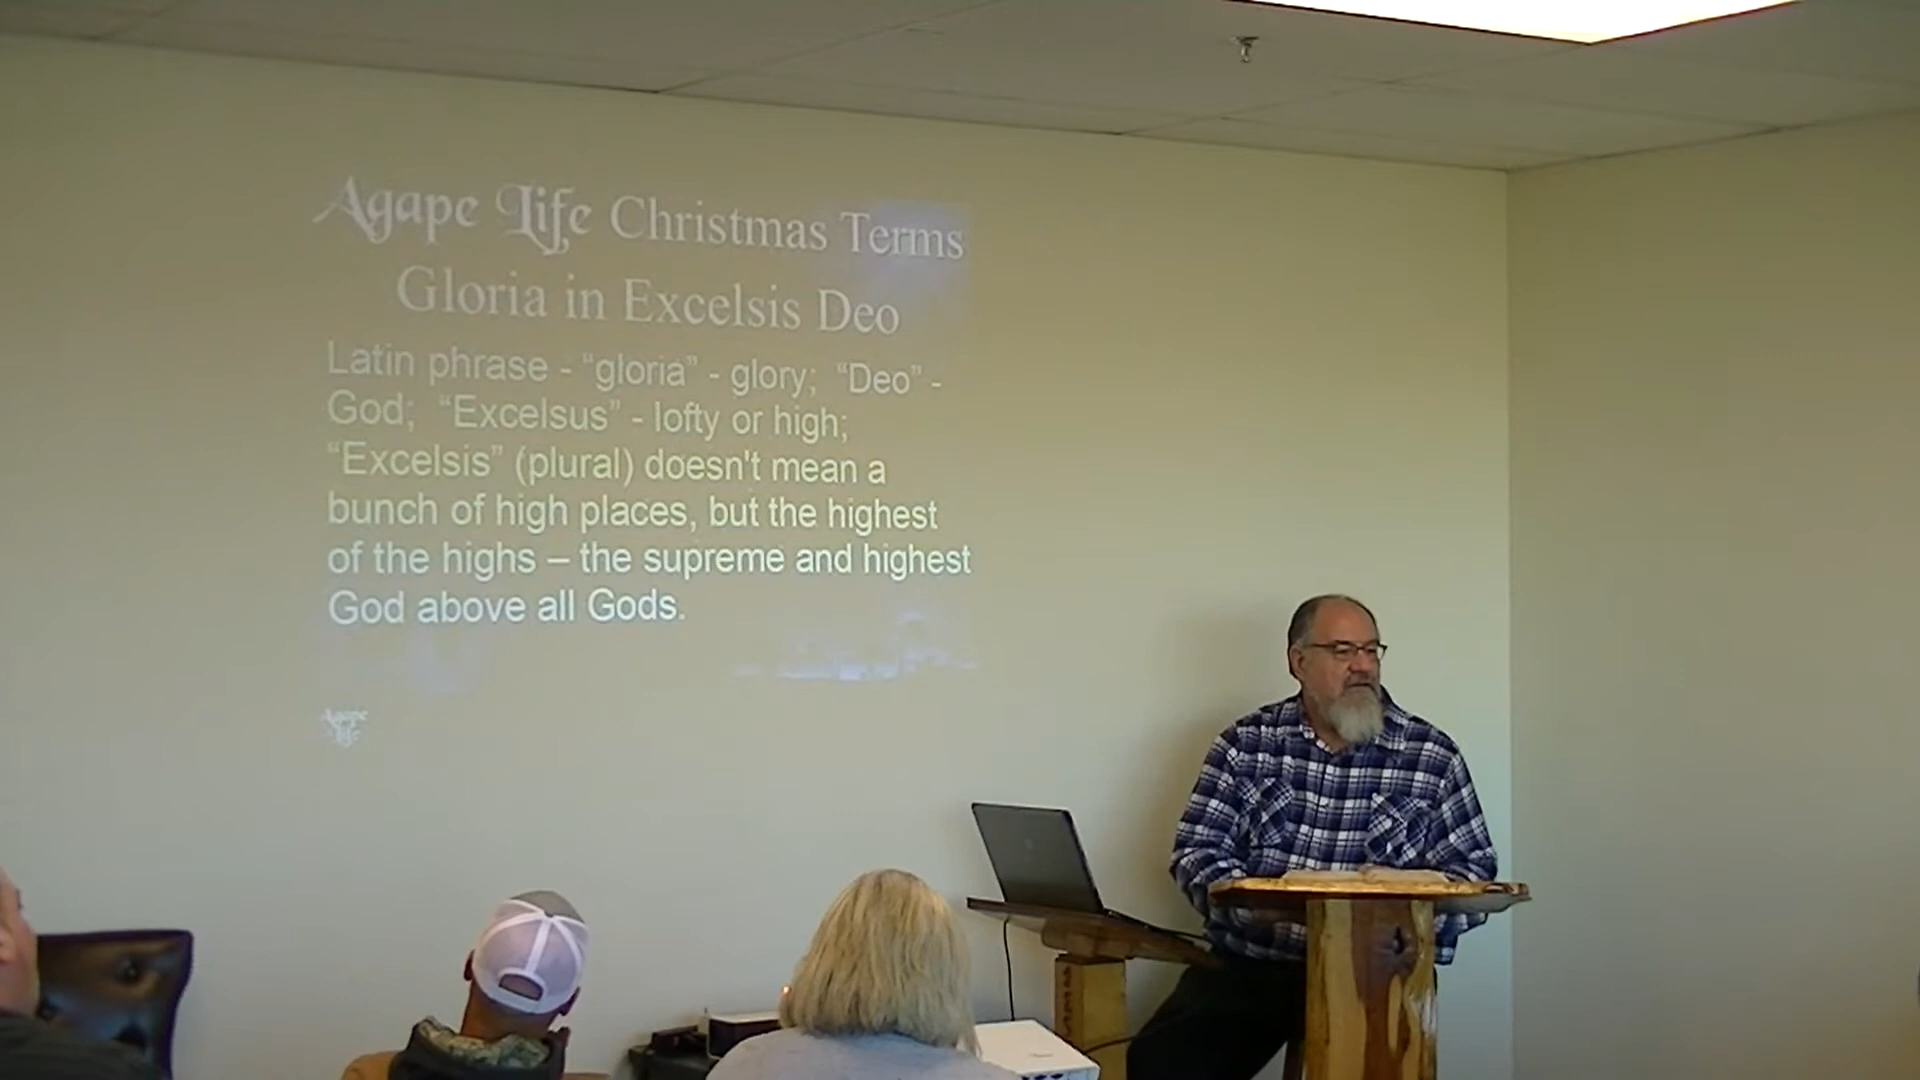 Agape Life Christmas Terms
Gloria in Excelsis Deo
Latin phrase - “gloria” - glory; “Deo” -
God; “Excelsus” - lofty or high;
“Excelsis” (plural) doesn't mean a
bunch of high places, but the highest
of the highs – the supreme and highest
God above all Gods.
Agape
Life